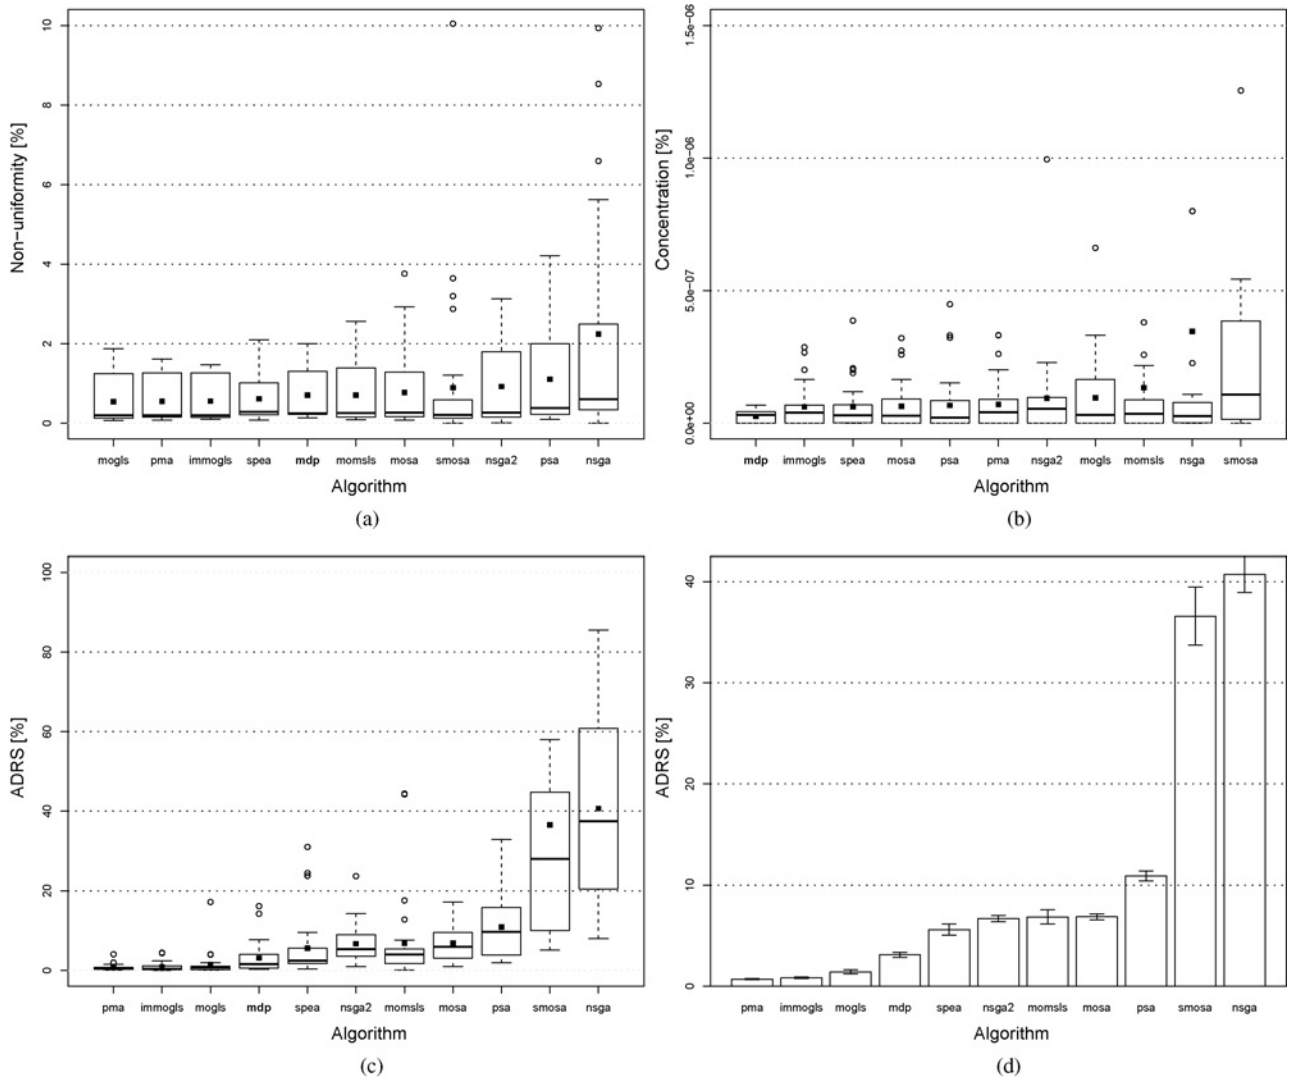 Non-uniformity [%]
10
8
6
4
2
0
mogls pma immogls spea mdp momsls mosa smosa nsga2 psa nsga
Algorithm
(a)
Concentration [%]
1.5e-06
1.0e-06
5.0e-07
0.0e+00
mdp immogls spea mosa psa pma nsga2 mogls momsls nsga smosa
Algorithm
(b)
ADRS [%]
100
80
60
40
20
0
pma immogls mogls mdp spea nsga2 momsls mosa psa smosa nsga
Algorithm
(c)
ADRS [%]
40
30
20
10
0
pma immogls mogls mdp spea nsga2 momsls mosa psa smosa nsga
Algorithm
(d)